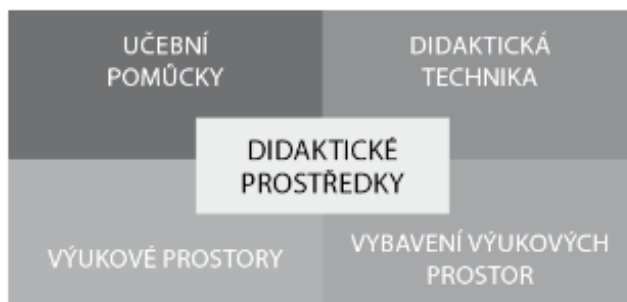 UČEBNÍ
POMŮCKY
DIDAKTICKÁ
TECHNIKA
DIDAKTICKÉ
PROSTŘEDKY
VÝUKOVÉ PROSTORY
VYBAVENÍ VÝUKOVÝCH
PROSTOR